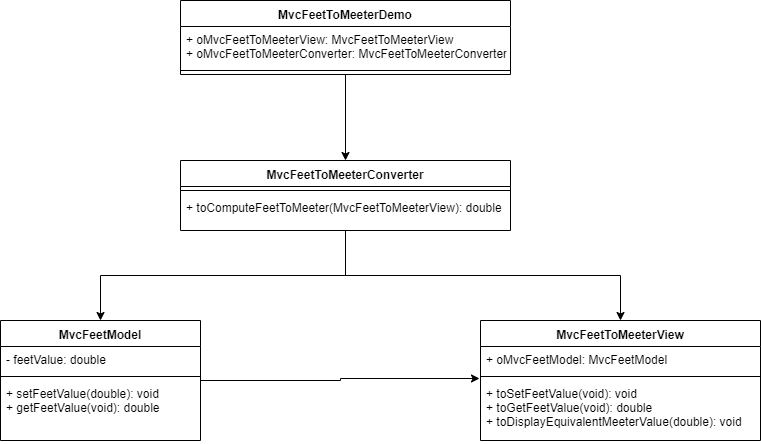 MvcFeetToMeeterDemo
+ oMvcFeetToMeeterView: MvcFeetToMeeterView
+ oMvcFeetToMeeterConverter: MvcFeetToMeeterConverter
MvcFeetToMeeterConverter
+ toComputeFeetToMeeter(MvcFeetToMeeterView): double
MvcFeetModel
- feetValue: double
+ setFeetValue(double): void
+ getFeetValue(void): double
MvcFeetToMeeterView
+ oMvcFeetModel: MvcFeetModel
+ toSetFeetValue(void): void
+ toGetFeetValue(void): double
+ toDisplayEquivalentMeeterValue(double): void